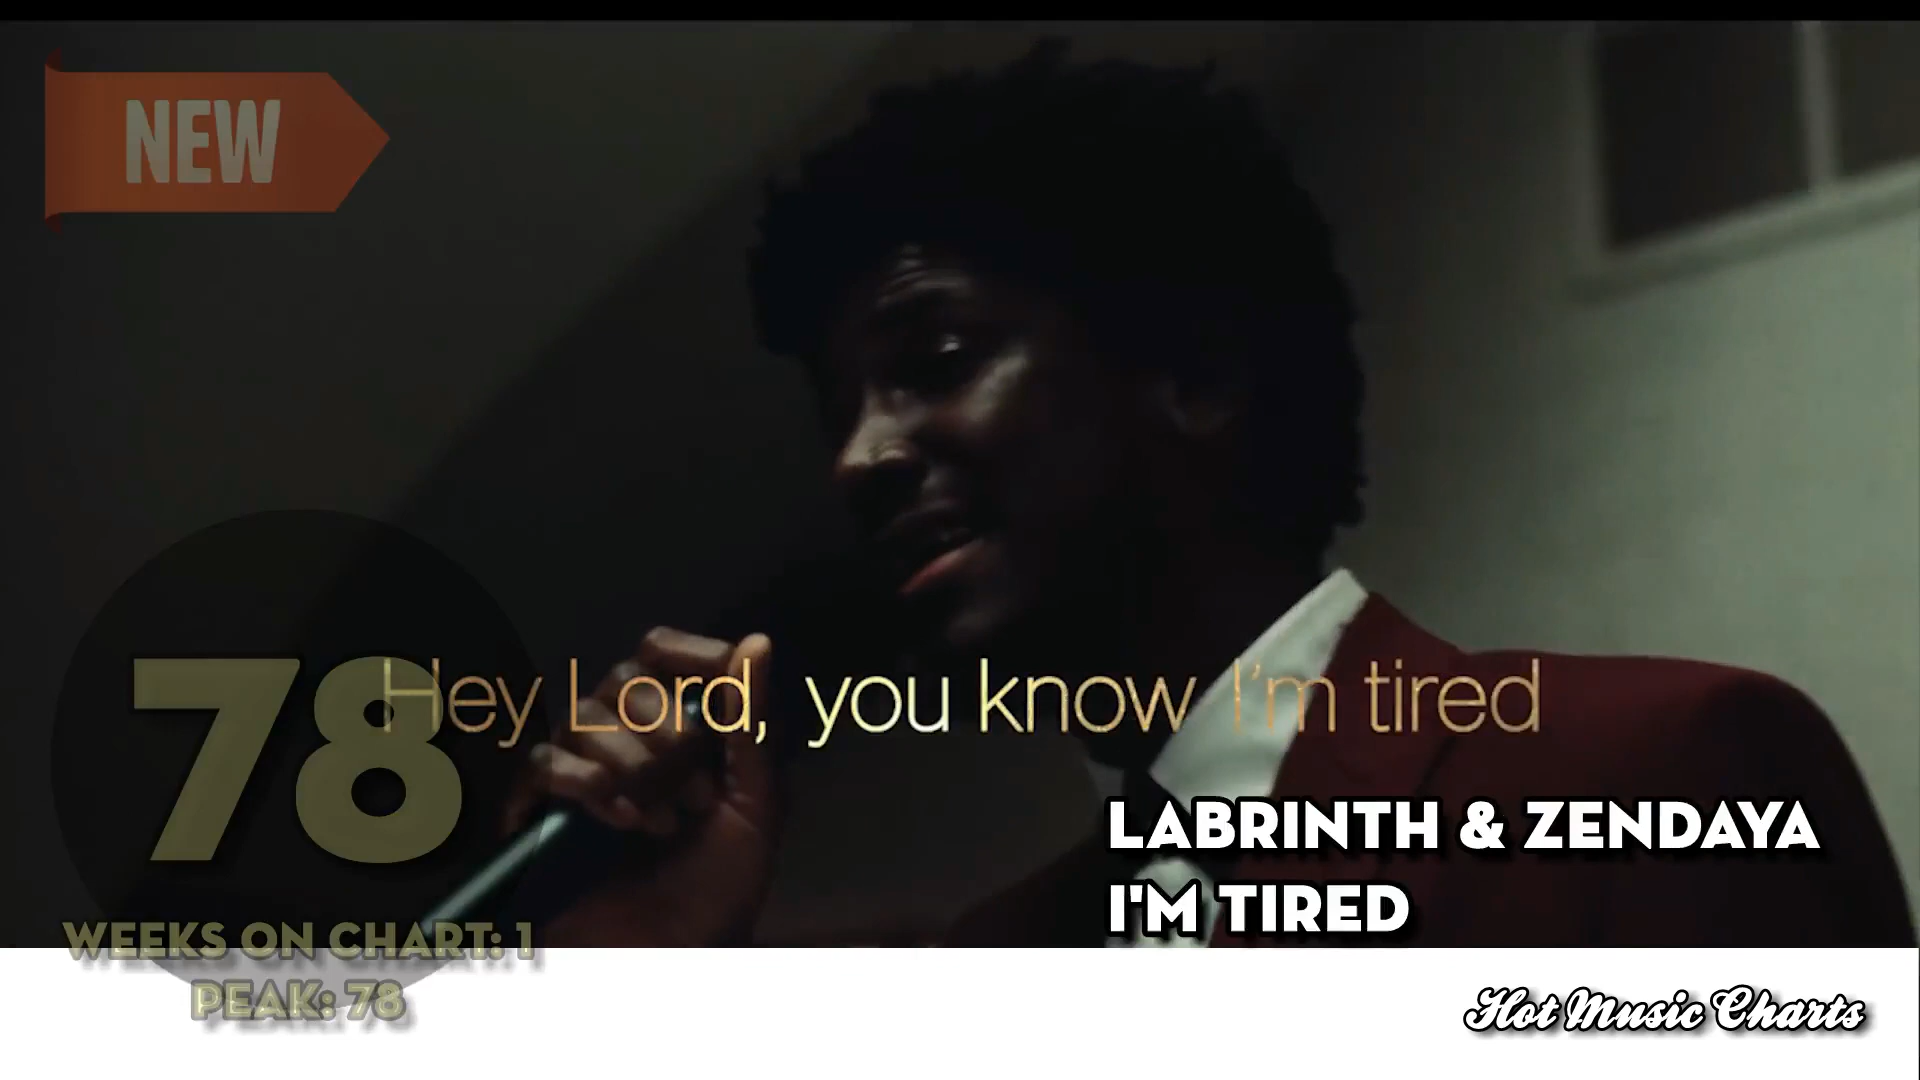 NEW
78
Hey Lord, you know I'm tired
LABRINTH & ZENDAYA
I'M TIRED
WEEKS ON CHART: 1
PEAK: 78
Hot Music Charts